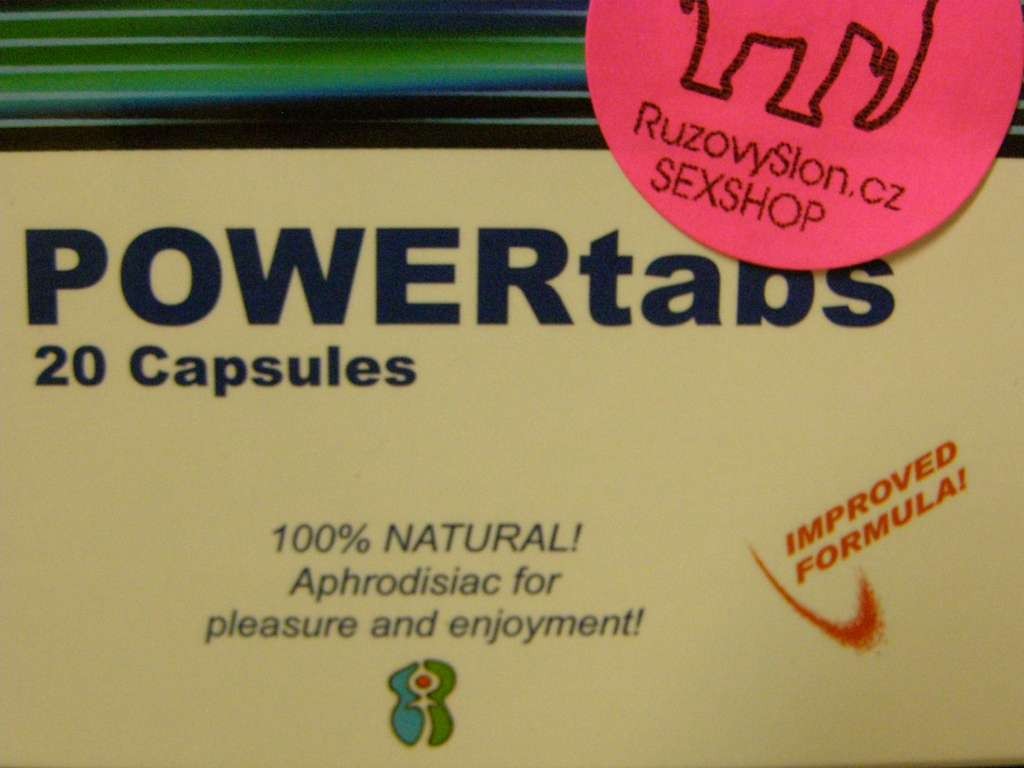 RuzovySlon.cz
SEXSHOP
POWERtabs
20 Capsules
IMPROVED
FORMULA!
100% NATURAL!
Aphrodisiac for
pleasure and enjoyment!